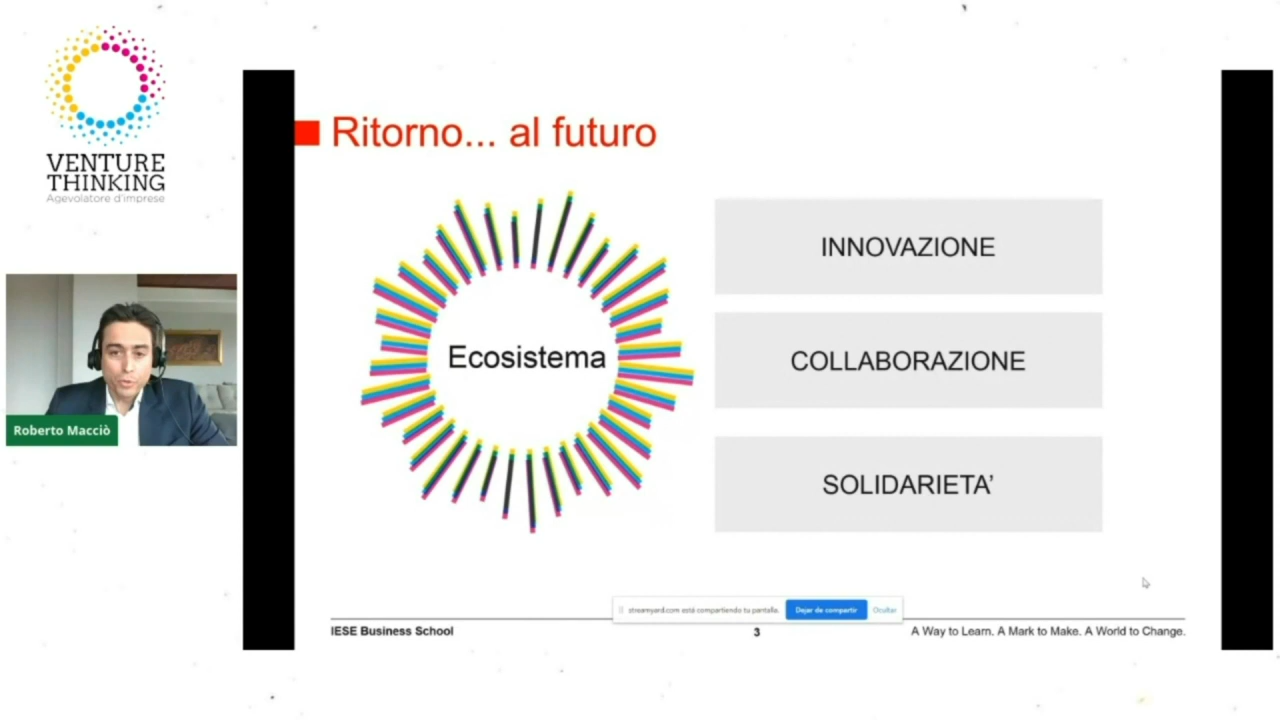 VENTURE
THINKING
Agevolatore d'imprese
Roberto Macciò
Ritorno... al futuro
Ecosistema
INNOVAZIONE
COLLABORAZIONE
SOLIDARIETA'
streamyard.com está compartiendo tu pantalla.
Dejar de compartir
Ocultar
IESE Business School
3
A Way to Learn. A Mark to Make. A World to Change.